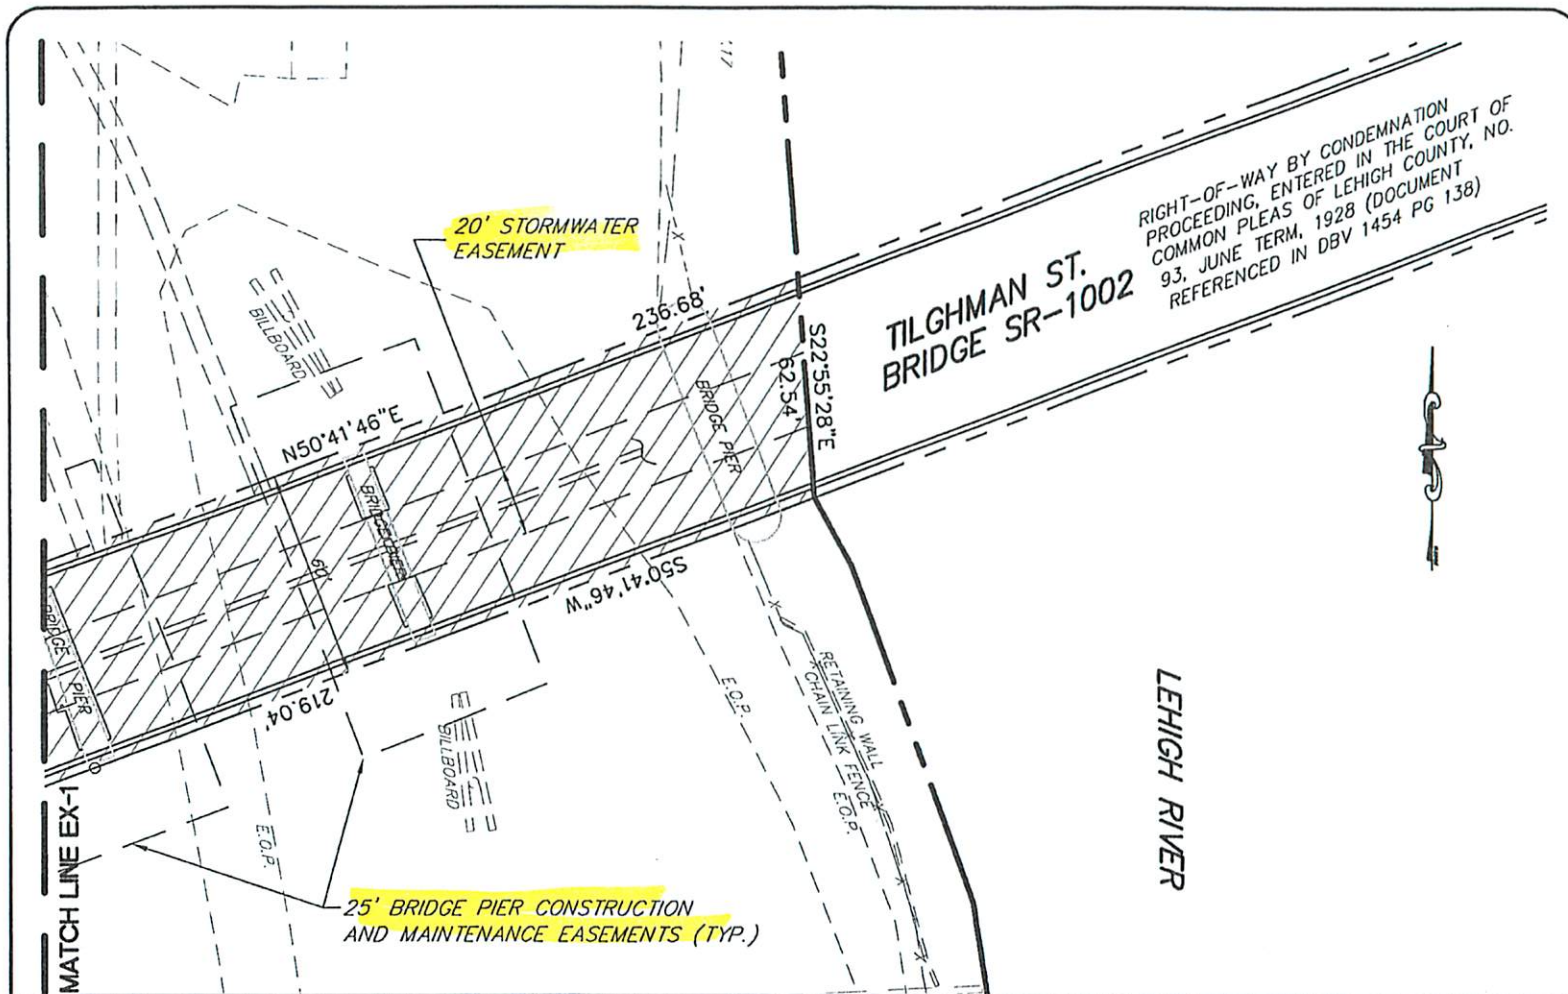 20' STORMWATER
EASEMENT
236.68'
RIGHT-OF-WAY BY CONDEMNATION
PROCEEDING, ENTERED IN THE COURT OF
COMMON PLEAS OF LEHIGH COUNTY, NO.
93, JUNE TERM, 1928 (DOCUMENT
REFERENCED IN DBV 1454 PG 138)
TILGHMAN ST.
BRIDGE SR-1002
BILLBOARD
N50°41'46"E
BRIDGE PIER
S22°55'28"E
62.54'
BRIDGE PIER
60'
S50°41'46"W
BRIDGE
PIER
219.04'
BILLBOARD
E.O.P.
E.O.P.
RETAINING WALL
CHAIN LINK FENCE
E.O.P.
LEHIGH RIVER
MATCH LINE EX-1
25' BRIDGE PIER CONSTRUCTION
AND MAINTENANCE EASEMENTS (TYP.)